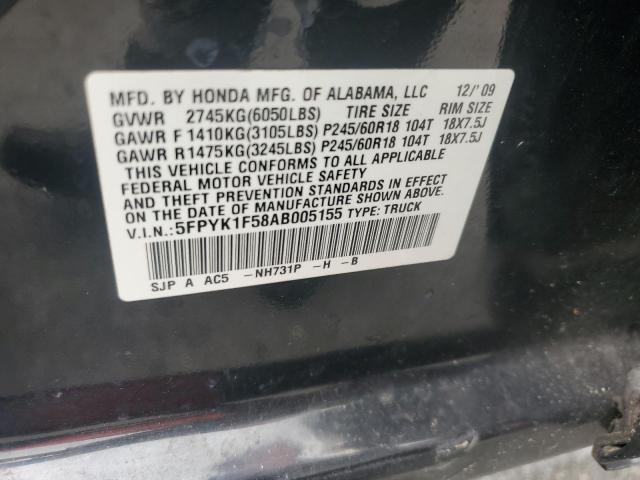 MFD. BY HONDA MFG. OF ALABAMA, LLC 12/'09
GVWR 2745KG(6050LBS) TIRE SIZE RIM SIZE
GAWR F 1410KG(3105LBS) P245/60R18 104T 18X7.5J
GAWR R 1475KG(3245LBS) P245/60R18 104T 18X7.5J
THIS VEHICLE CONFORMS TO ALL APPLICABLE
FEDERAL MOTOR VEHICLE SAFETY
AND THEFT PREVENTION STANDARDS IN EFFECT
ON THE DATE OF MANUFACTURE SHOWN ABOVE.
V.I.N.: 5FPYK1F58AB005155 TYPE: TRUCK
SJP A AC5 -NH731P -H -B